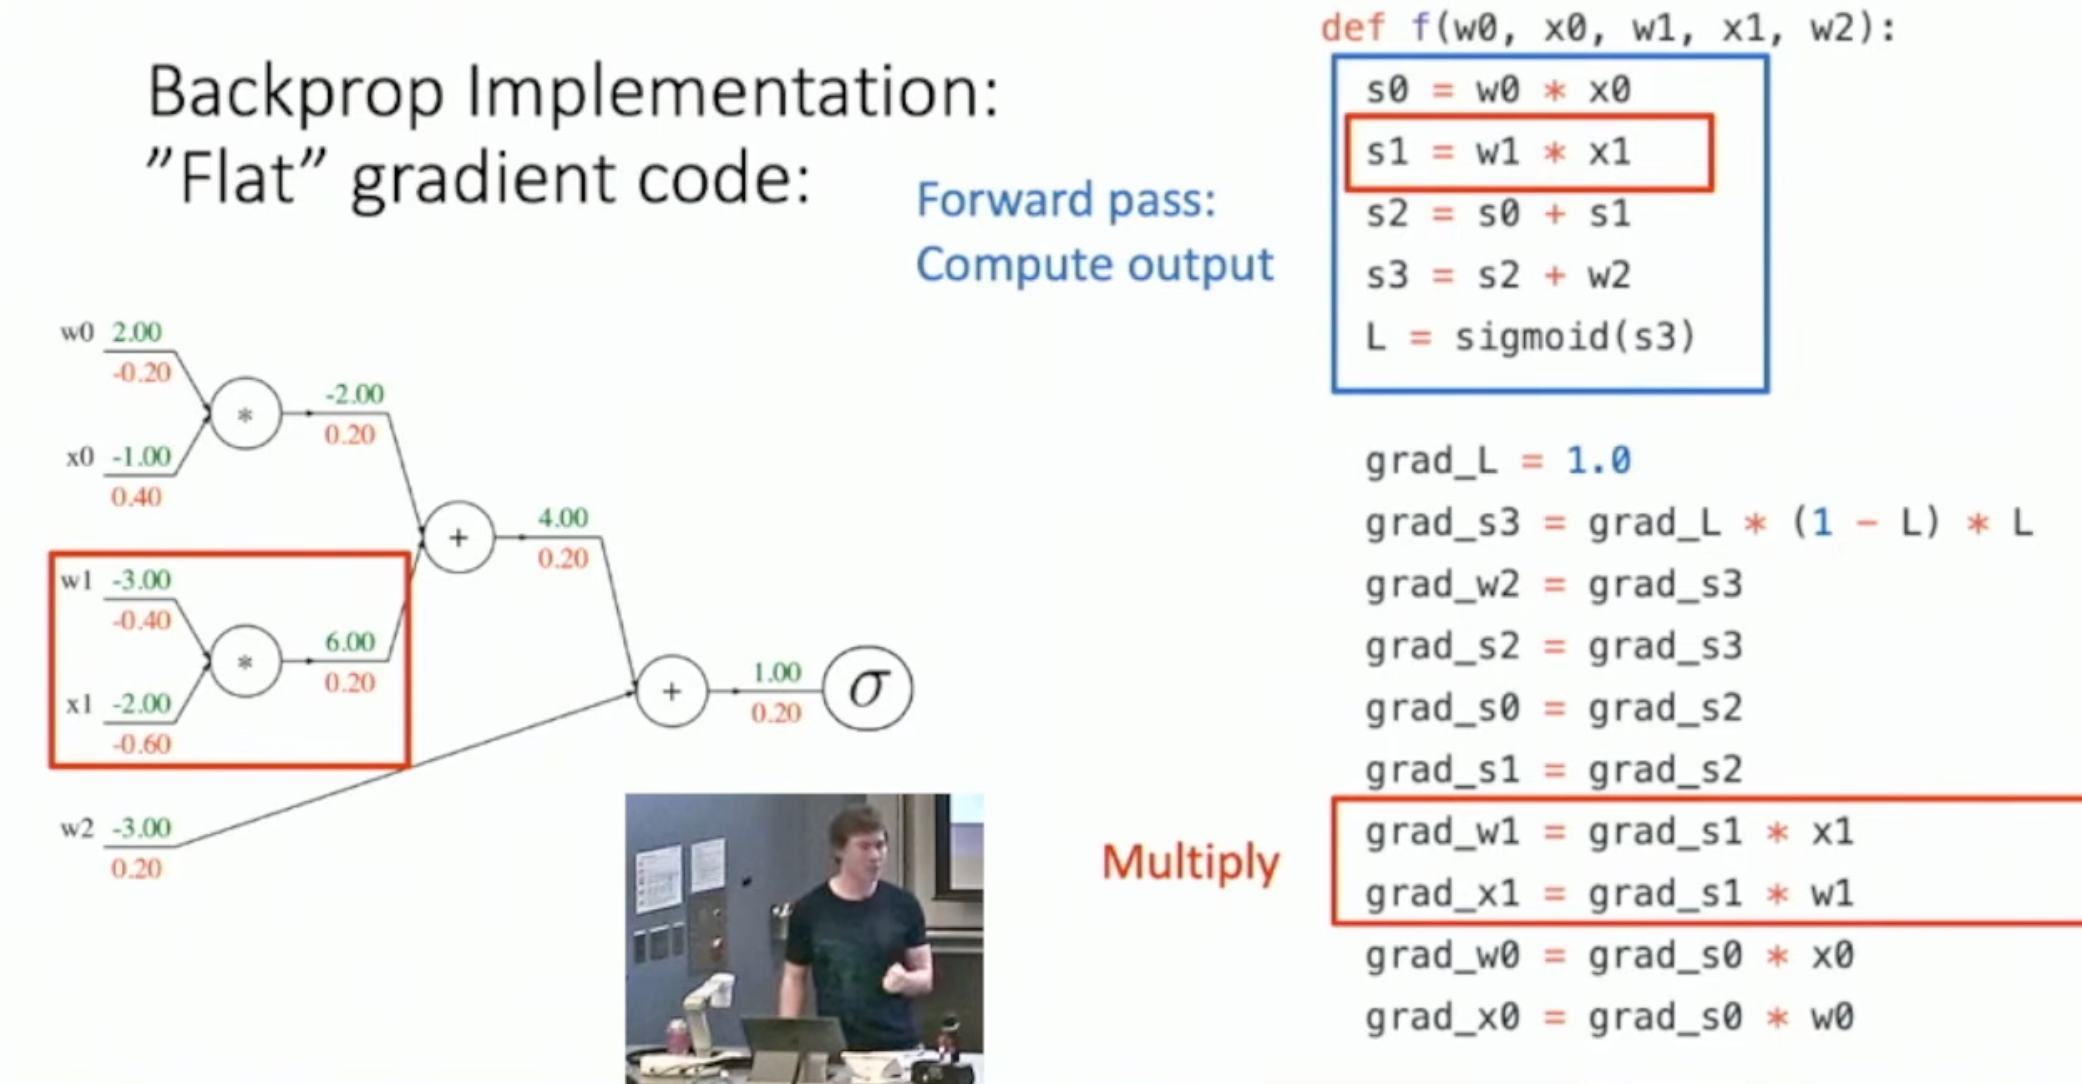 Backprop Implementation:
”Flat” gradient code:
Forward pass:
Compute output
def f(w0, x0, w1, x1, w2):
s0 = w0 * x0
s1 = w1 * x1
s2 = s0 + s1
s3 = s2 + w2
L = sigmoid(s3)
grad_L = 1.0
grad_s3 = grad_L * (1 - L) * L
grad_w2 = grad_s3
grad_s2 = grad_s3
grad_s0 = grad_s2
grad_s1 = grad_s2
Multiply
grad_w1 = grad_s1 * x1
grad_x1 = grad_s1 * w1
grad_w0 = grad_s0 * x0
grad_x0 = grad_s0 * w0
w0 2.00
-0.20
*
-2.00
0.20
x0 -1.00
0.40
+
4.00
0.20
w1 -3.00
-0.40
*
6.00
0.20
x1 -2.00
-0.60
+
1.00
0.20
σ
w2 -3.00
0.20